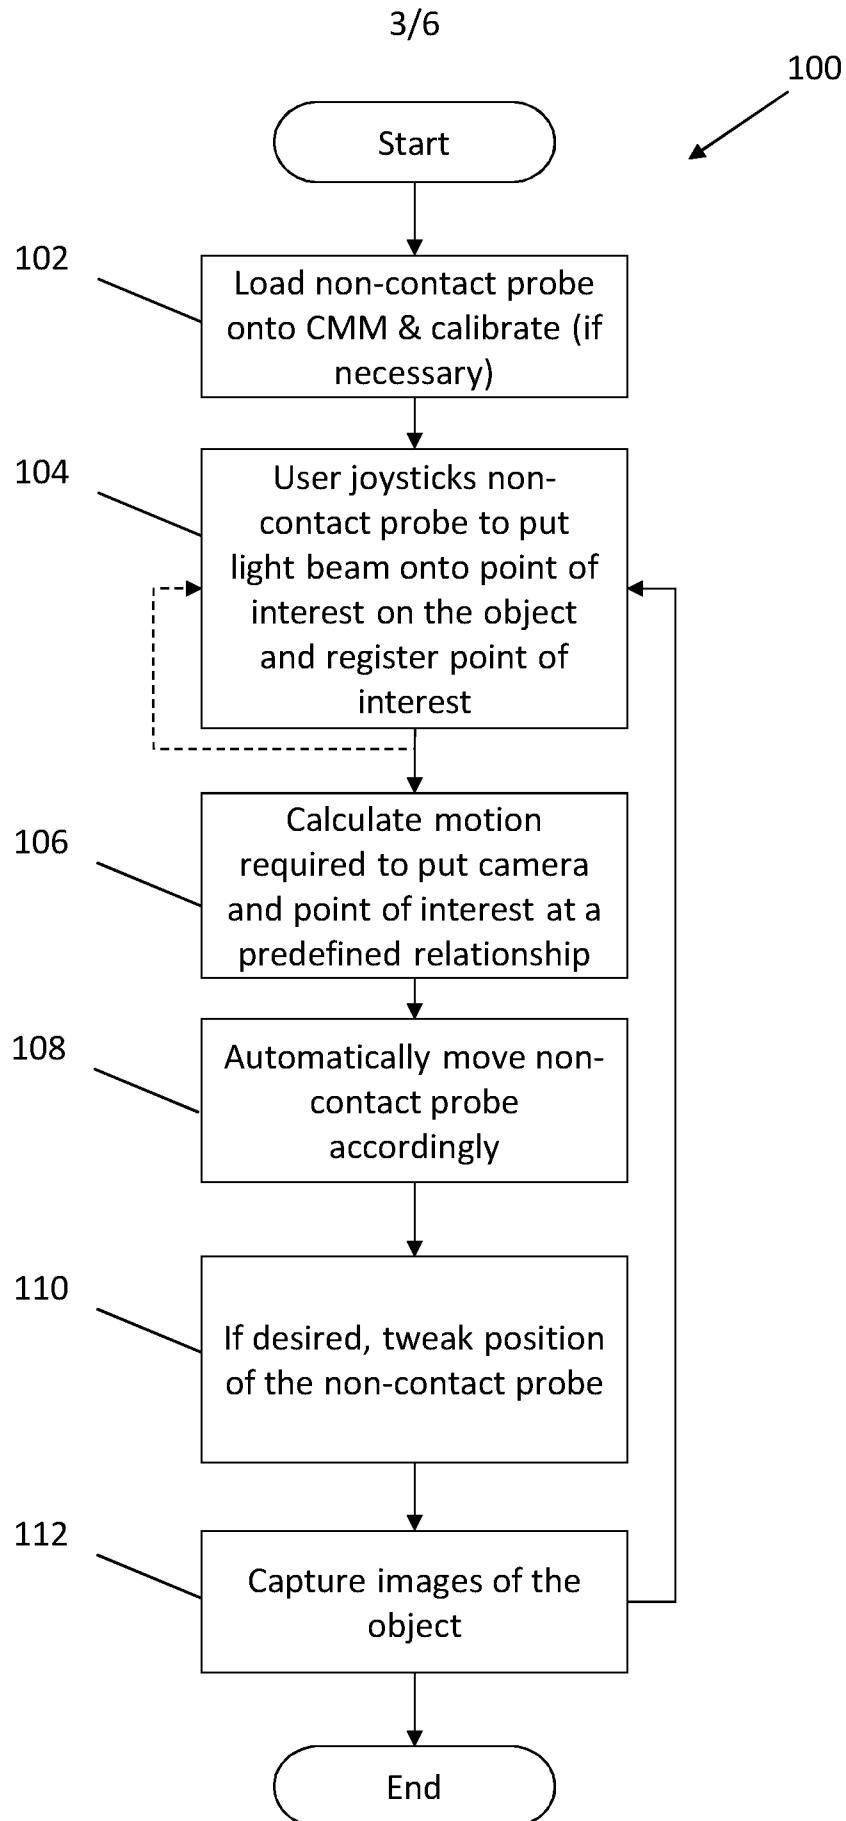 3/6
100
Start
102
Load non-contact probe
onto CMM & calibrate (if
necessary)
104
User joysticks non-
contact probe to put
light beam onto point of
interest on the object
and register point of
interest
106
Calculate motion
required to put camera
and point of interest at a
predefined relationship
108
Automatically move non-
contact probe
accordingly
110
If desired, tweak position
of the non-contact probe
112
Capture images of the
object
End